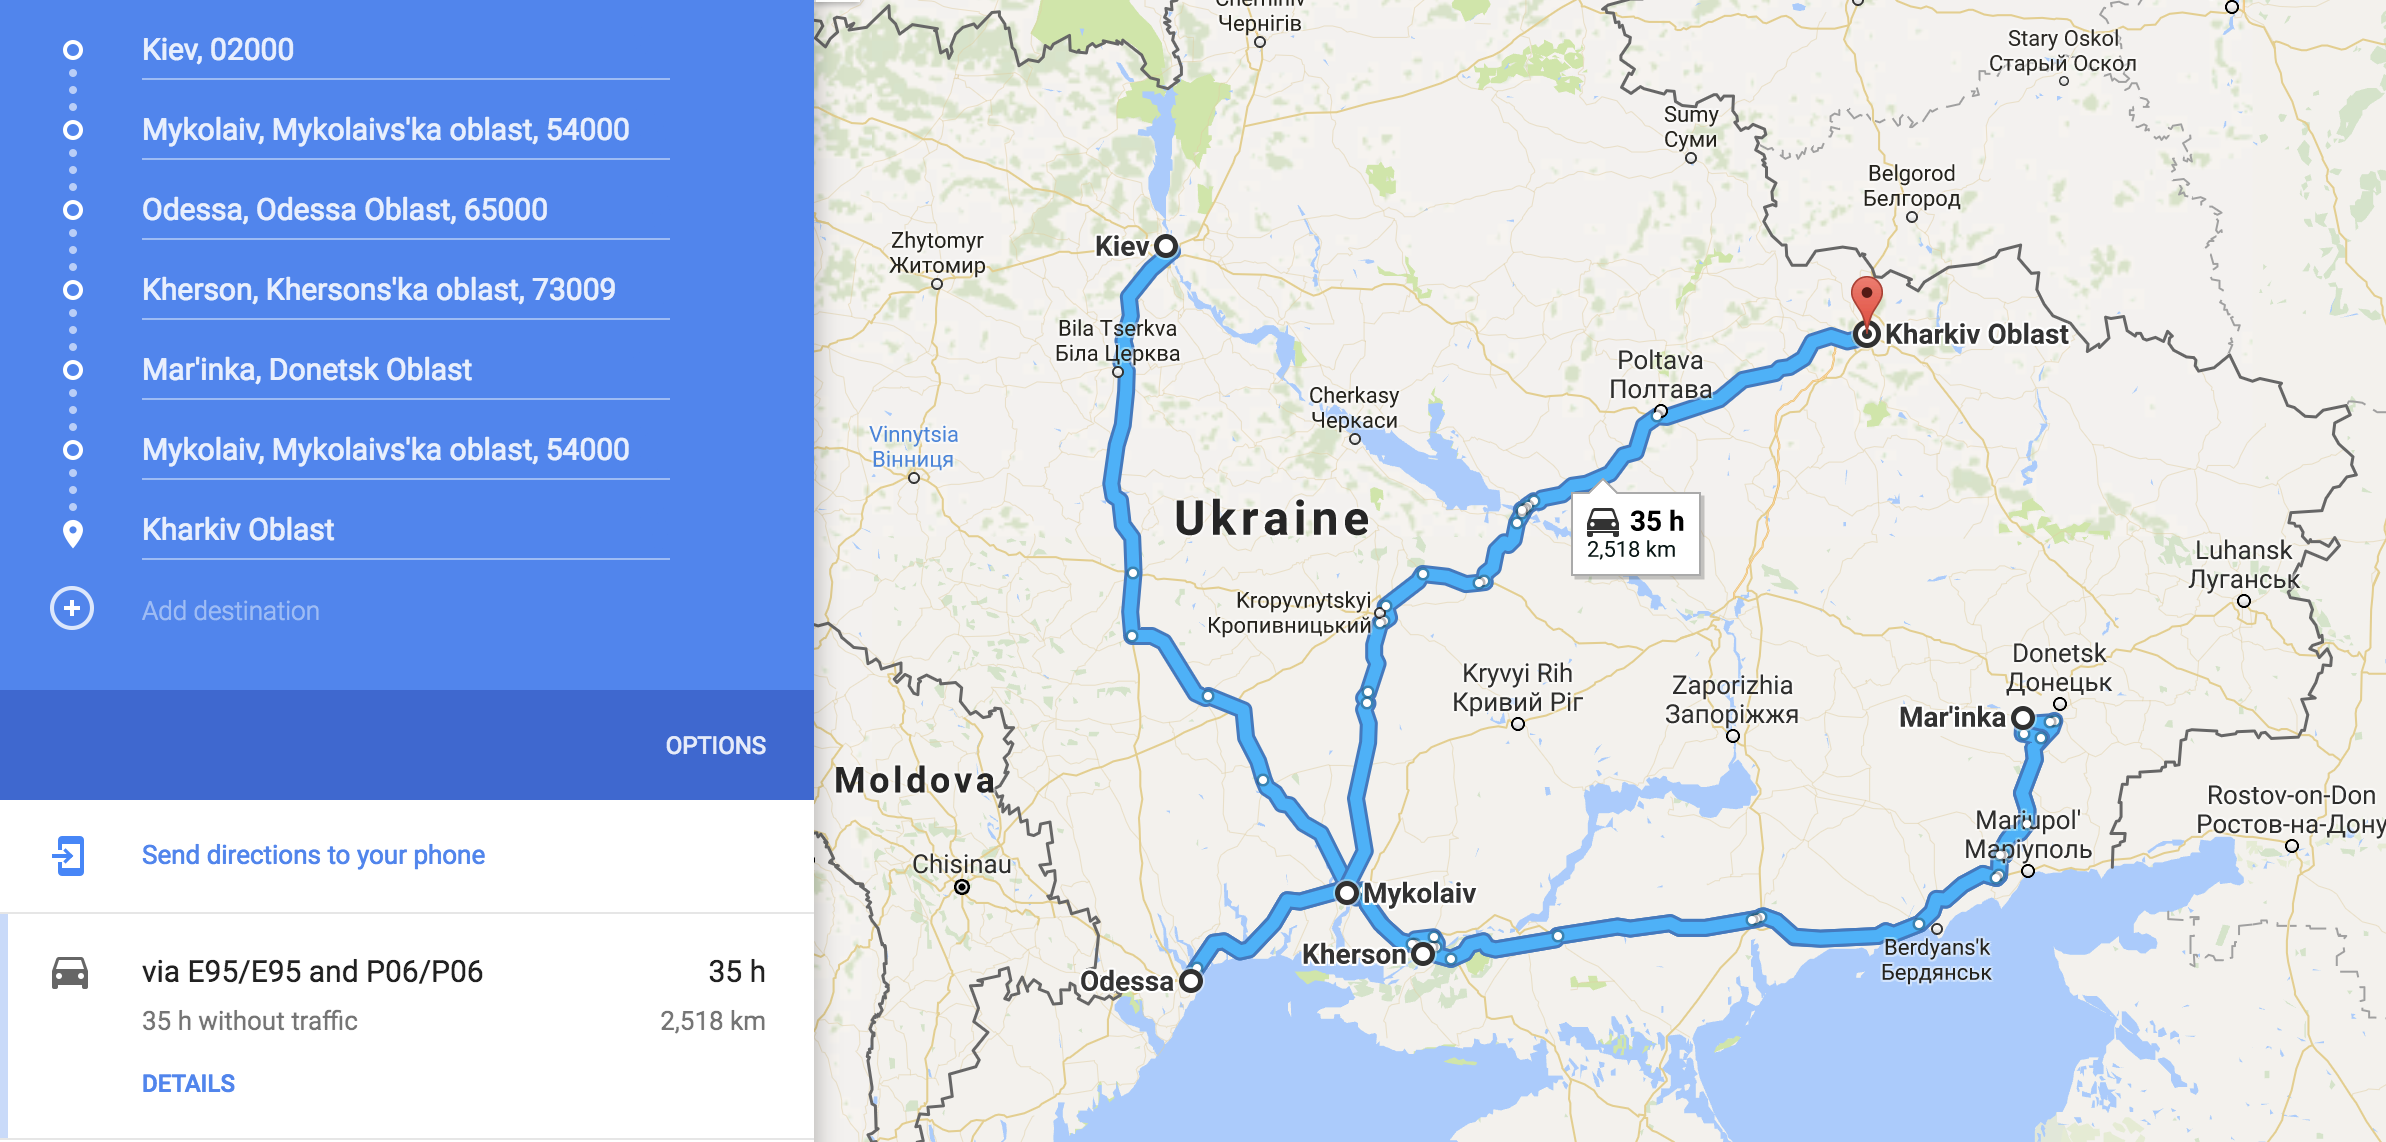 Kiev, 02000
Mykolaiv, Mykolaivs'ka oblast, 54000
Odessa, Odessa Oblast, 65000
Kherson, Khersons'ka oblast, 73009
Mar'inka, Donetsk Oblast
Mykolaiv, Mykolaivs'ka oblast, 54000
Kharkiv Oblast
Add destination
OPTIONS
Send directions to your phone
via E95/E95 and P06/P06 35 h
35 h without traffic 2,518 km
DETAILS
Chernihiv
Чернігів
Stary Oskol
Старый Оскол
Sumy
Суми
Belgorod
Белгород
Zhytomyr
Житомир
Kiev
Bila Tserkva
Біла Церква
Kharkiv Oblast
Poltava
Полтава
Cherkasy
Черкаси
Vinnytsia
Вінниця
Ukraine
35 h
2,518 km
Luhansk
Луганськ
Kropyvnytskyi
Кропивницький
Kryvyi Rih
Кривий Ріг
Zaporizhia
Запоріжжя
Donetsk
Донецьк
Mar'inka
Moldova
Rostov-on-Don
Ростов-на-Дону
Mariupol'
Маріуполь
Chisinau
Mykolaiv
Kherson
Berdyans'k
Бердянськ
Odessa